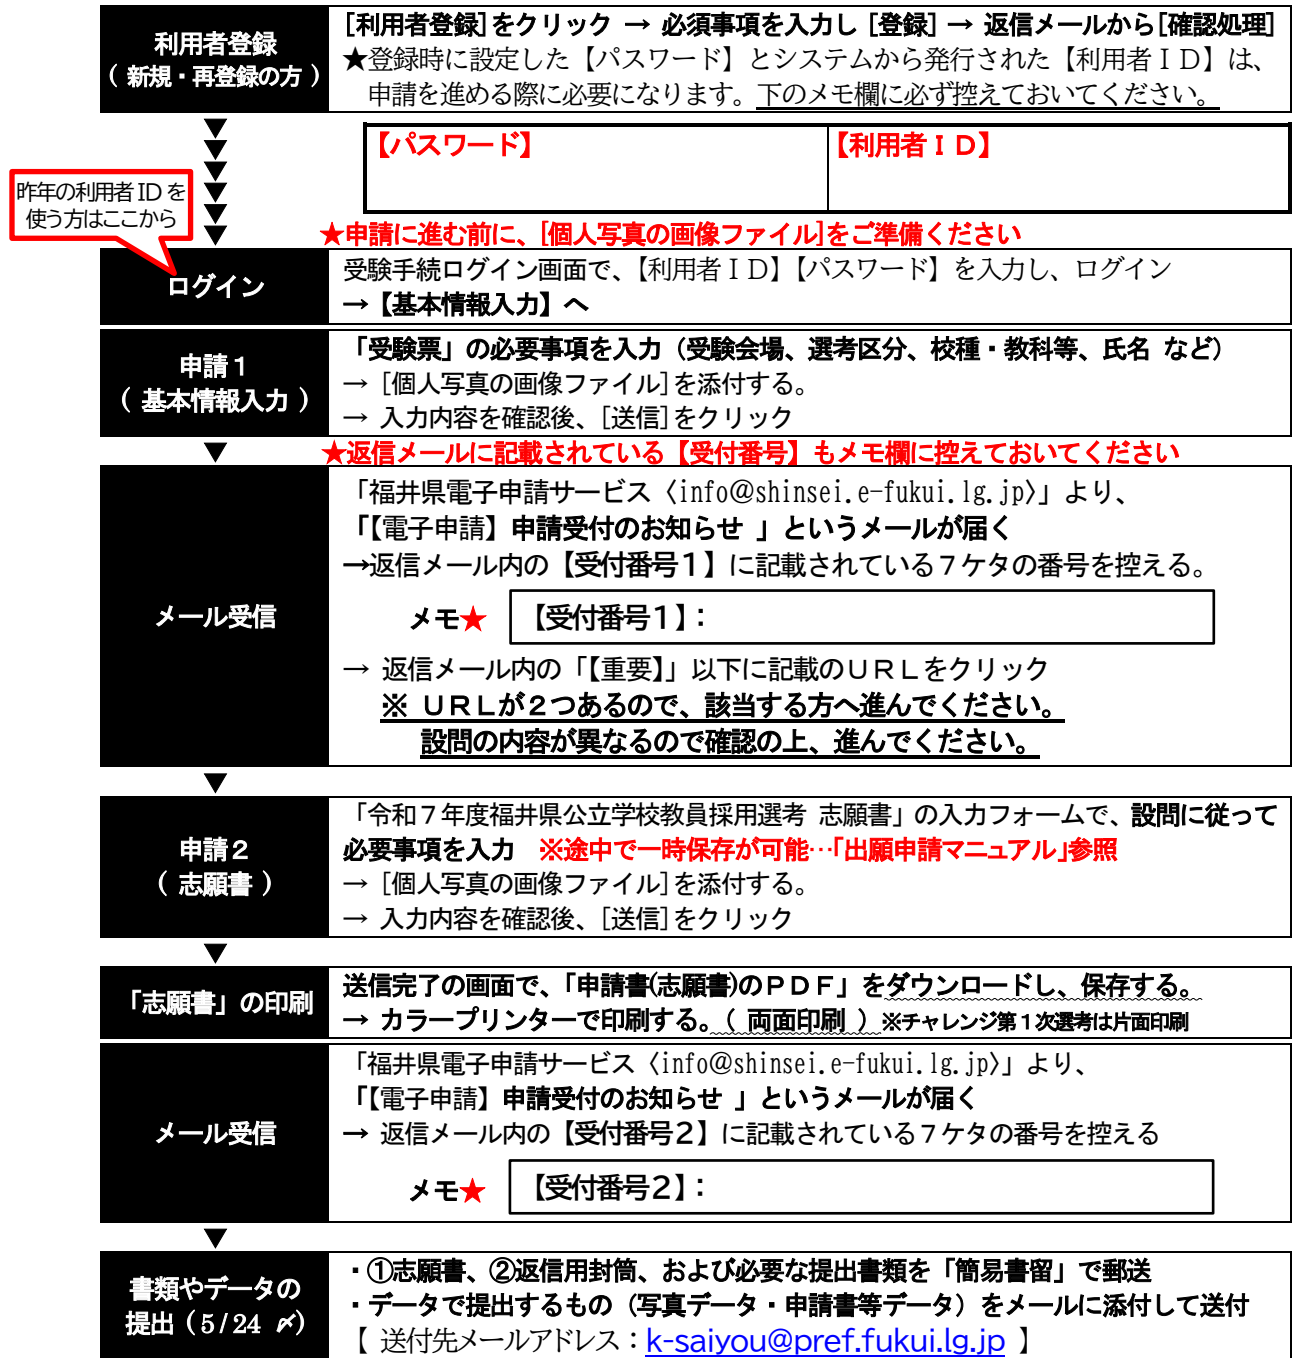 利用者登録
（ 新規・再登録の方 ）
［利用者登録］をクリック → 必須事項を入力し［登録］→ 返信メールから［確認処理］
★登録時に設定した【パスワード】とシステムから発行された【利用者ＩＤ】は、
申請を進める際に必要になります。下のメモ欄に必ず控えておいてください。
▼
▼
▼
▼
▼
▼
【パスワード】
【利用者ＩＤ】
昨年の利用者 ID を
使う方はここから
★申請に進む前に、［個人写真の画像ファイル］をご準備ください
ログイン
受験手続ログイン画面で、【利用者ＩＤ】【パスワード】を入力し、ログイン
→【基本情報入力】へ
申請１
（ 基本情報入力 ）
「受験票」の必要事項を入力（受験会場、選考区分、校種・教科等、氏名 など）
→ ［個人写真の画像ファイル］を添付する。
→ 入力内容を確認後、［送信］をクリック
▼
★返信メールに記載されている【受付番号】もメモ欄に控えておいてください
メール受信
「福井県電子申請サービス〈info@shinsei.e-fukui.lg.jp〉」より、
「【電子申請】申請受付のお知らせ 」というメールが届く
→返信メール内の【受付番号１】に記載されている７ケタの番号を控える。
メモ★
【受付番号１】：
→ 返信メール内の「【重要】」以下に記載のＵＲＬをクリック
※ ＵＲＬが２つあるので、該当する方へ進んでください。
設問の内容が異なるので確認の上、進んでください。
▼
申請２
（ 志願書 ）
「令和７年度福井県公立学校教員採用選考 志願書」の入力フォームで、設問に従って
必要事項を入力 ※途中で一時保存が可能…「出願申請マニュアル」参照
→ ［個人写真の画像ファイル］を添付する。
→ 入力内容を確認後、［送信］をクリック
▼
「志願書」の印刷
送信完了の画面で、「申請書(志願書)のＰＤＦ」をダウンロードし、保存する。
→ カラープリンターで印刷する。（ 両面印刷 ）※チャレンジ第１次選考は片面印刷
メール受信
「福井県電子申請サービス〈info@shinsei.e-fukui.lg.jp〉」より、
「【電子申請】申請受付のお知らせ 」というメールが届く
→ 返信メール内の【受付番号２】に記載されている７ケタの番号を控える
メモ★
【受付番号２】：
▼
書類やデータの
提出（5/24 〆）
・①志願書、②返信用封筒、および必要な提出書類を「簡易書留」で郵送
・データで提出するもの（写真データ・申請書等データ）をメールに添付して送付
【 送付先メールアドレス：k-saiyou@pref.fukui.lg.jp 】